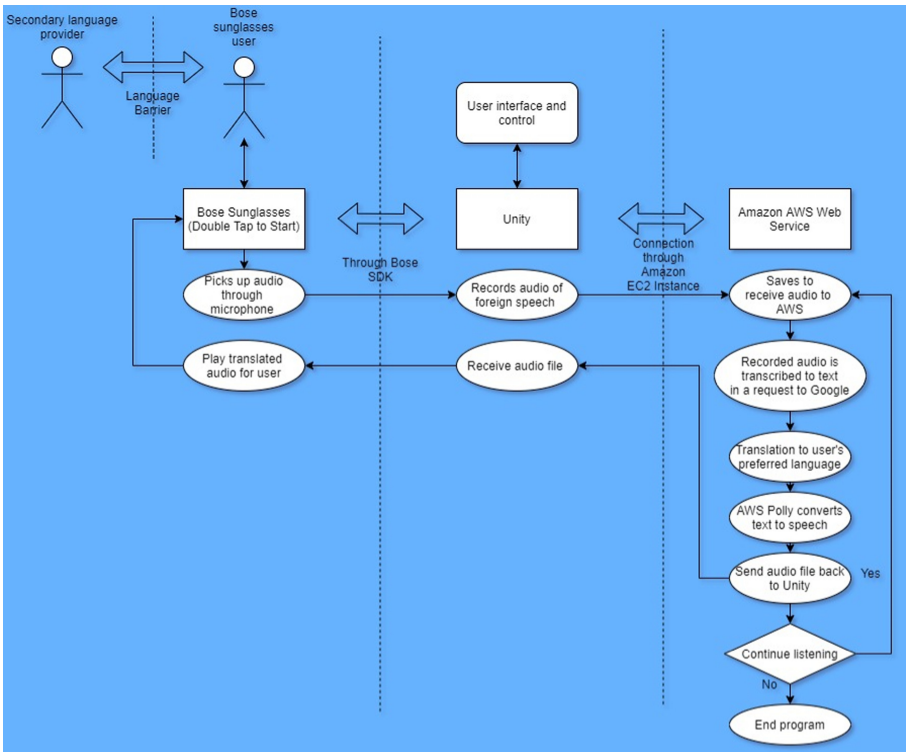 Secondary language
provider
Bose
sunglasses
user
Language
Barrier
User interface and
control
Bose Sunglasses
(Double Tap to Start)
Unity
Amazon AWS Web
Service
Through Bose
SDK
Connection
through
Amazon
EC2 Instance
Picks up audio
through
microphone
Records audio of
foreign speech
Saves to
receive audio to
AWS
Play translated
audio for user
Receive audio file
Recorded audio is
transcribed to text
in a request to Google
Translation to user's
preferred language
AWS Polly converts
text to speech
Send audio file back
to Unity
Yes
Continue listening
No
End program